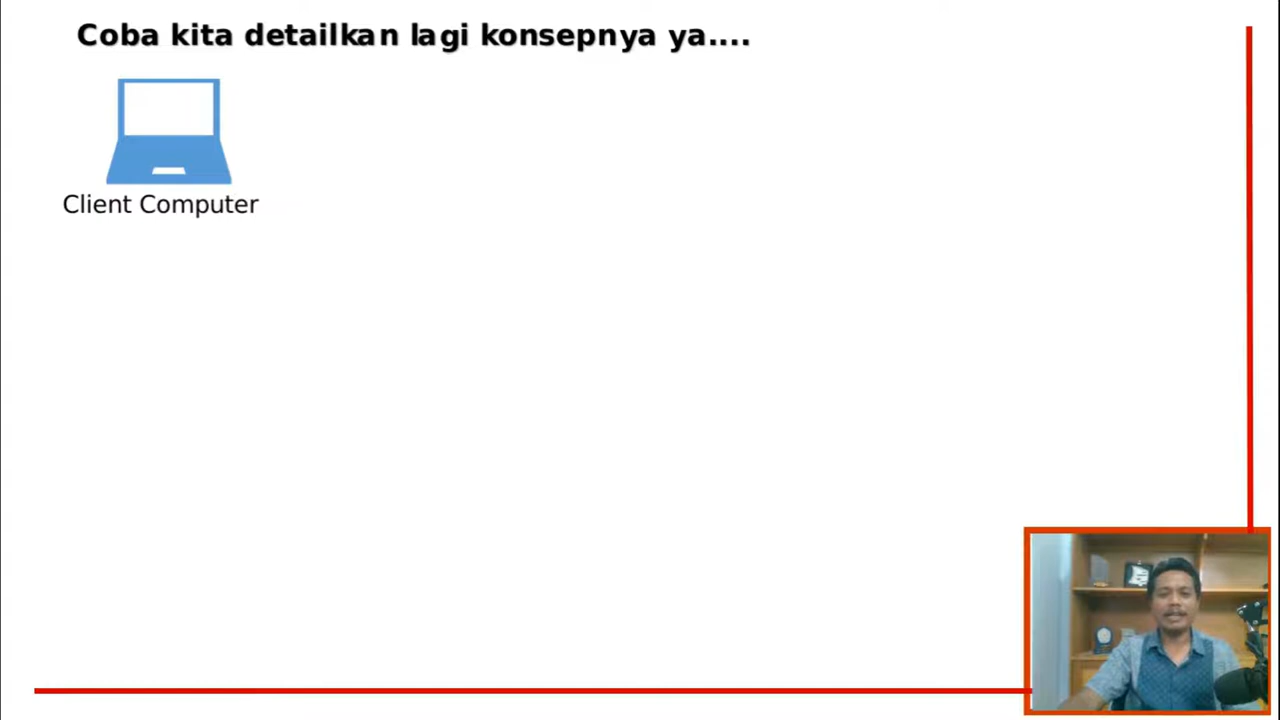 Coba kita detailkan lagi konsepnya ya....
Client Computer